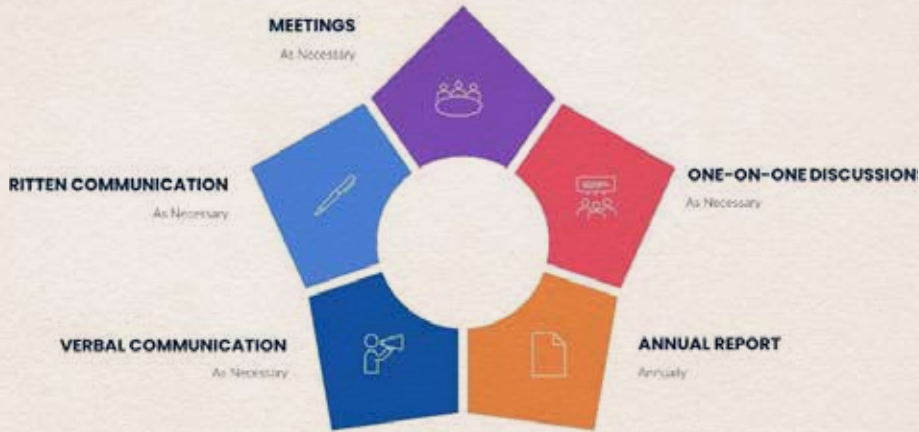 MEETINGS
As Necessary
RITTEN COMMUNICATION
As Necessary
ONE-ON-ONE DISCUSSIONS
As Necessary
VERBAL COMMUNICATION
As Necessary
ANNUAL REPORT
Annually